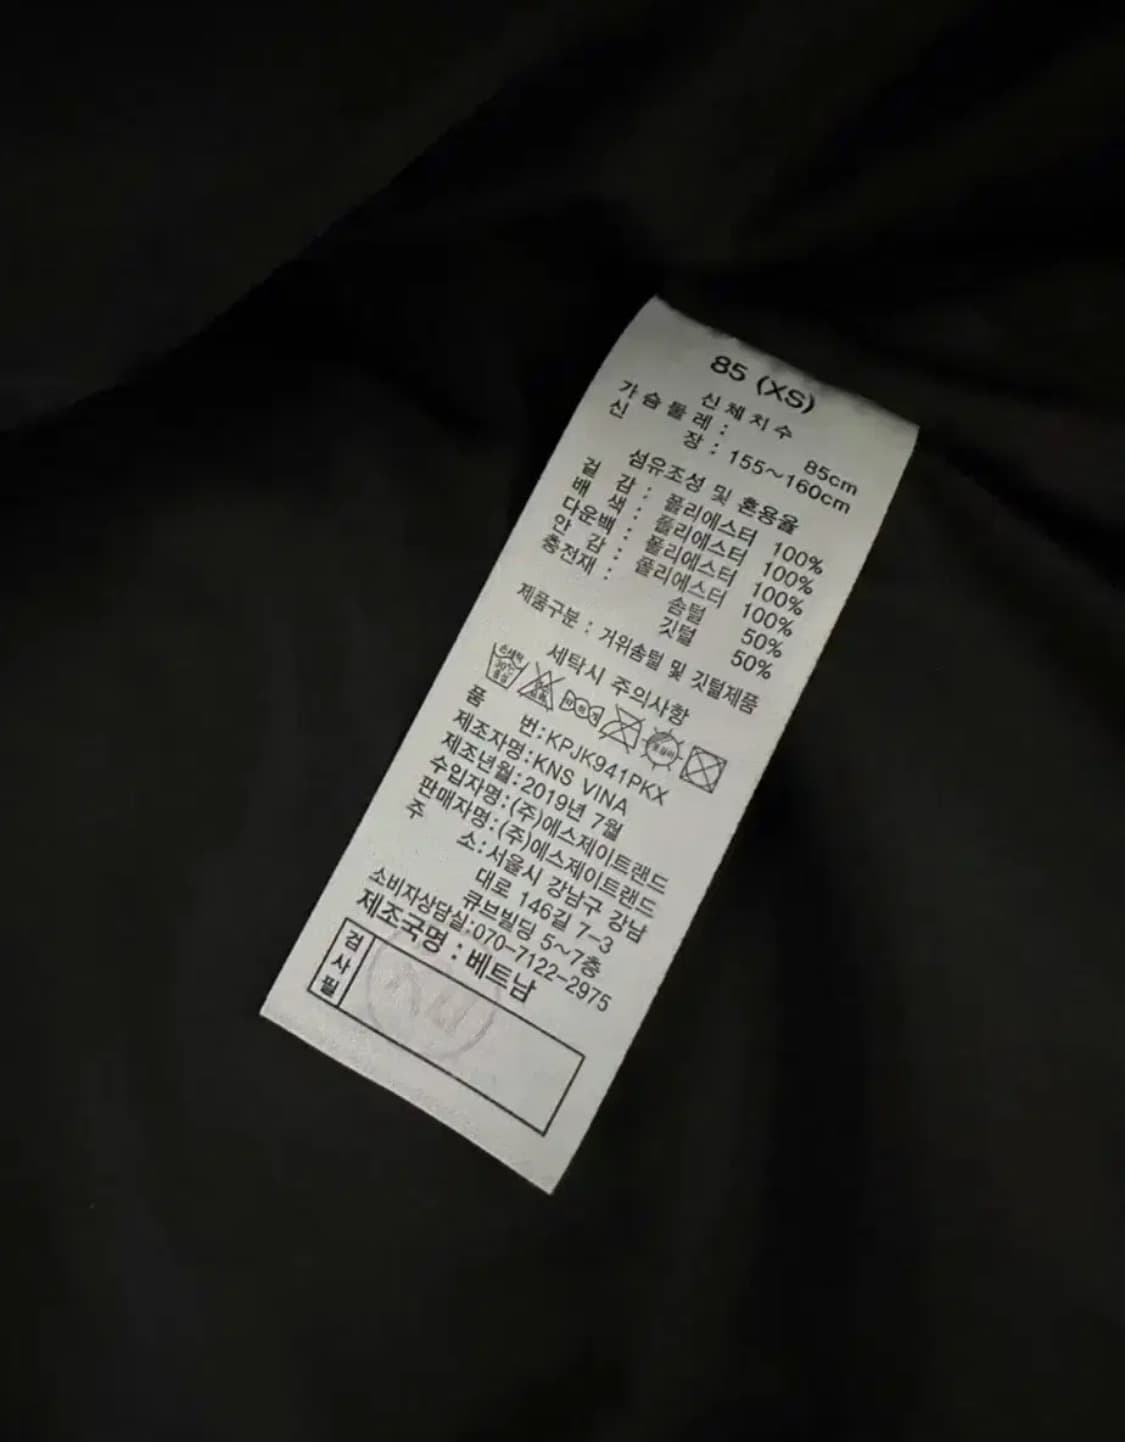 85 (XS)
신 체 치 수
가 슴 둘 레 : 85cm
신 장 : 155~160cm
섬유조성 및 혼용율
겉 감 : 폴리에스터 100%
배 색 : 폴리에스터 100%
다운백 : 폴리에스터 100%
안 감 : 폴리에스터 100%
충전재 : 솜털 50%
깃털 50%
제품구분 : 거위솜털 및 깃털제품
세탁시 주의사항
손세탁 30℃ 중성
품 번:KPJK941PKX
제조자명:KNS VINA
제조년월:2019년 7월
수입자명:(주)에스제이트랜드
판매자명:(주)에스제이트랜드
주 소:서울시 강남구 강남
대로 146길 7-3
큐브빌딩 5~7층
소비자상담실:070-7122-2975
제조국명 : 베트남
검사필